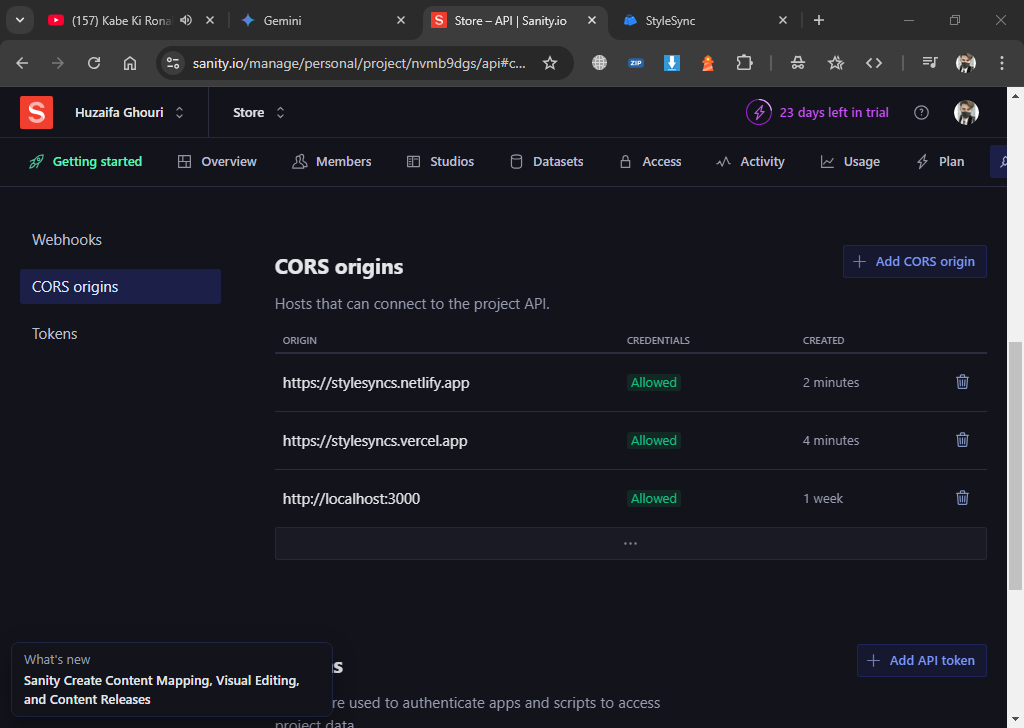 (157) Kabe Ki Rona
Gemini
Store – API | Sanity.io
StyleSync
sanity.io/manage/personal/project/nvmb9dgs/api#c...
ZIP
S
Huzaifa Ghouri
Store
23 days left in trial
Getting started
Overview
Members
Studios
Datasets
Access
Activity
Usage
Plan
Webhooks
CORS origins
Tokens
CORS origins
Add CORS origin
Hosts that can connect to the project API.
ORIGIN CREDENTIALS CREATED
https://stylesyncs.netlify.app Allowed 2 minutes
https://stylesyncs.vercel.app Allowed 4 minutes
http://localhost:3000 Allowed 1 week
...
What's new
Sanity Create Content Mapping, Visual Editing,
and Content Releases
s
Add API token
re used to authenticate apps and scripts to access
project data.